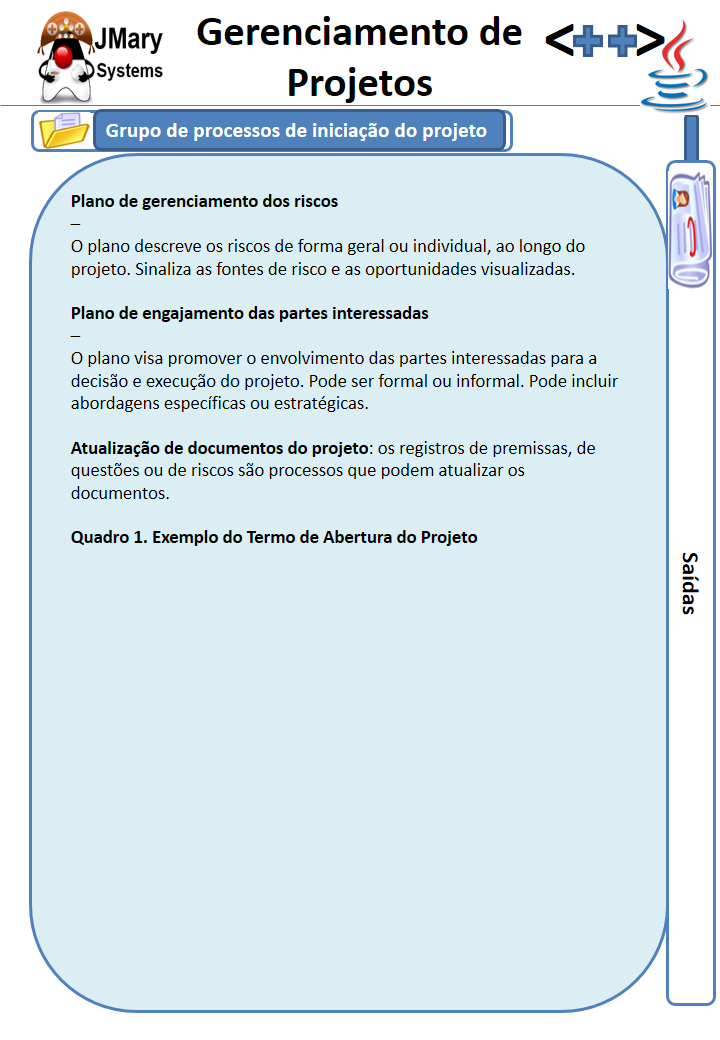 JMary
Systems
Gerenciamento de
Projetos
<++>
Grupo de processos de iniciação do projeto
Plano de gerenciamento dos riscos
–
O plano descreve os riscos de forma geral ou individual, ao longo do
projeto. Sinaliza as fontes de risco e as oportunidades visualizadas.
Plano de engajamento das partes interessadas
–
O plano visa promover o envolvimento das partes interessadas para a
decisão e execução do projeto. Pode ser formal ou informal. Pode incluir
abordagens específicas ou estratégicas.
Atualização de documentos do projeto: os registros de premissas, de
questões ou de riscos são processos que podem atualizar os
documentos.
Quadro 1. Exemplo do Termo de Abertura do Projeto
Saídas